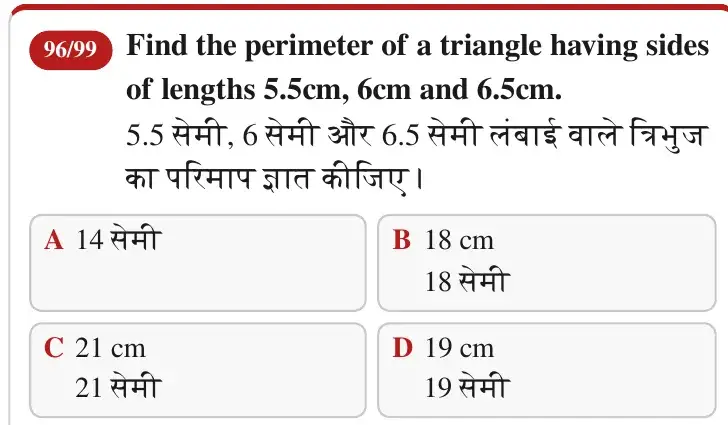 96/99 Find the perimeter of a triangle having sides
of lengths 5.5cm, 6cm and 6.5cm.
5.5 सेमी, 6 सेमी और 6.5 सेमी लंबाई वाले त्रिभुज
का परिमाप ज्ञात कीजिए।
A 14 सेमी
B 18 cm
18 सेमी
C 21 cm
21 सेमी
D 19 cm
19 सेमी